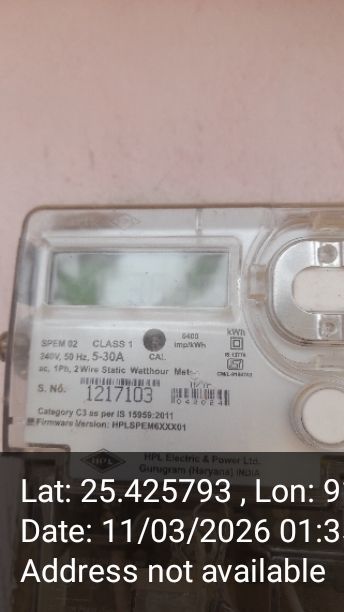 SPEM 02 CLASS 1 6400 kWh
240V, 50 Hz, 5-30A CAL imp/kWh
IS 13779
ac, 1Ph, 2 Wire Static Watthour
S. No. 1217103
Category C3 as per IS 15959:2011
Firmware Version: HPLSPEM6XXX01
HPL
HPL Electric & Power Ltd.
Gurugram (Haryana) INDIA
Lat: 25.425793 , Lon: 9
Date: 11/03/2026 01:3
Address not available